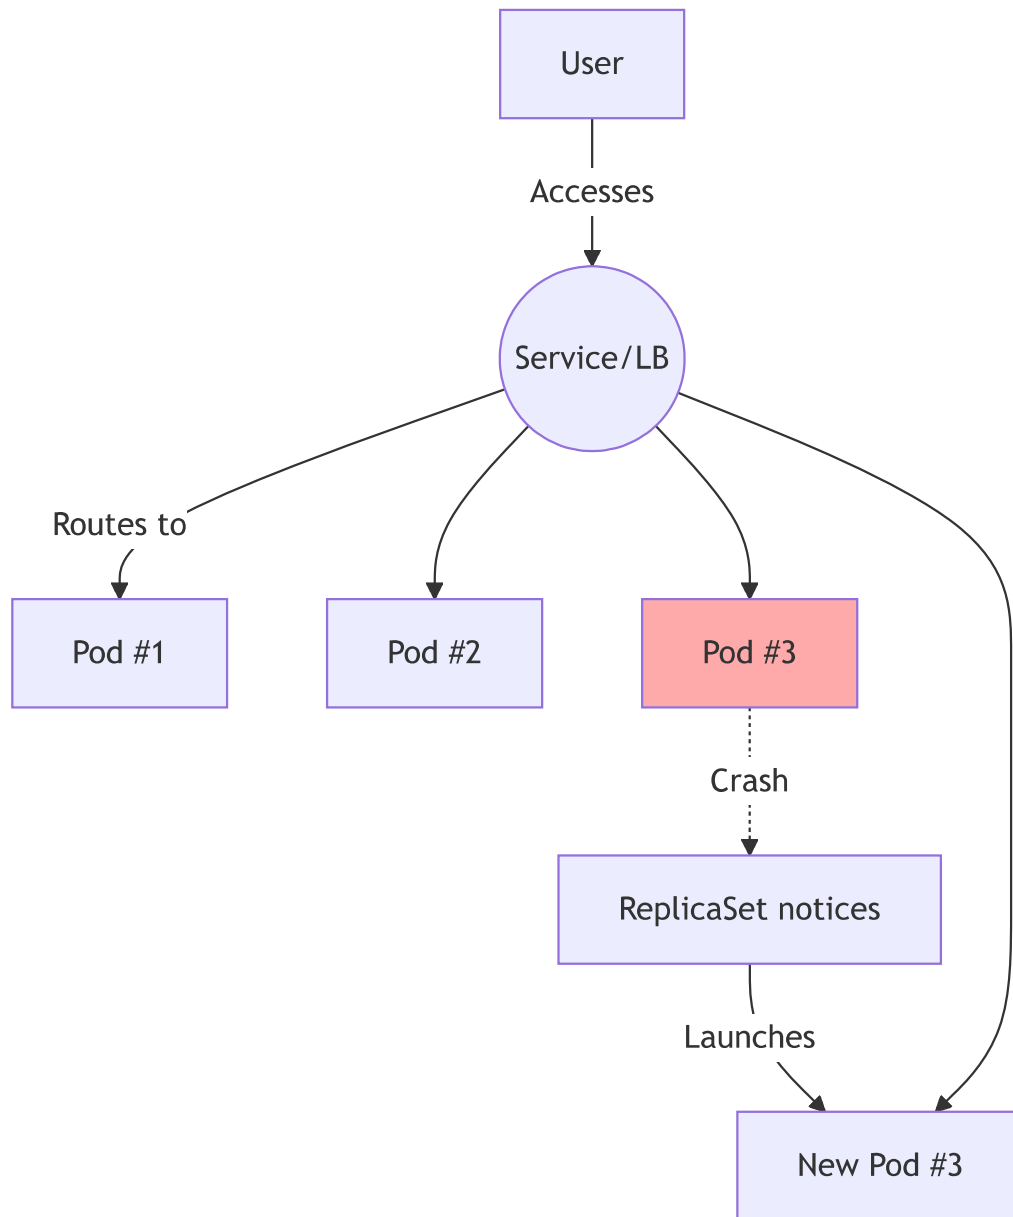 User
Accesses
Service/LB
Routes to
Pod #1
Pod #2
Pod #3
Crash
ReplicaSet notices
Launches
New Pod #3